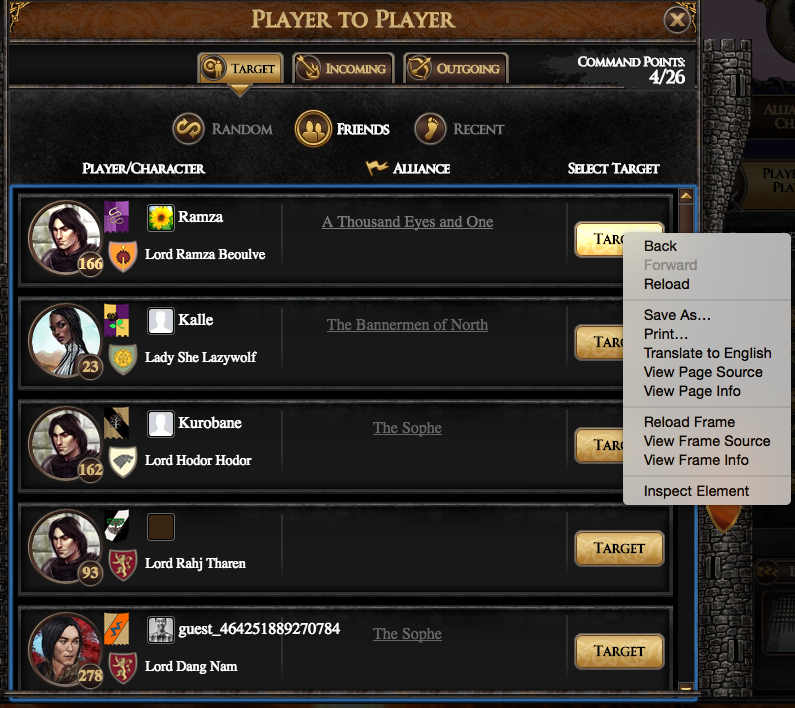 Player to Player
Target
Incoming
Outgoing
Command Points:
4/26
Random
Friends
Recent
Player/Character
Alliance
Select Target
166
Ramza
Lord Ramza Beoulve
A Thousand Eyes and One
Back
Forward
Reload
Save As...
Print...
Translate to English
View Page Source
View Page Info
Reload Frame
View Frame Source
View Frame Info
Inspect Element
23
Kalle
Lady She Lazywolf
The Bannermen of North
162
Kurobane
Lord Hodor Hodor
The Sophe
93
Lord Rahj Tharen
Target
278
guest_464251889270784
Lord Dang Nam
The Sophe
Target